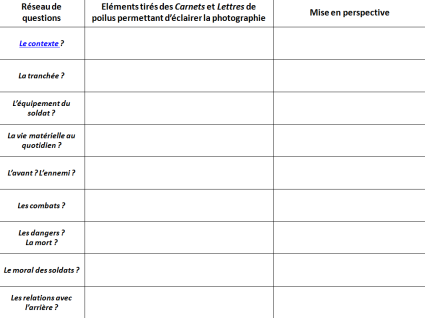 Réseau de
questions
Eléments tirés des Carnets et Lettres de
poilus permettant d'éclairer la photographie
Mise en perspective
Le contexte ?
La tranchée ?
L'équipement du
soldat ?
La vie matérielle au
quotidien ?
L'avant ? L'ennemi ?
Les combats ?
Les dangers ?
La mort ?
Le moral des soldats ?
Les relations avec
l'arrière ?